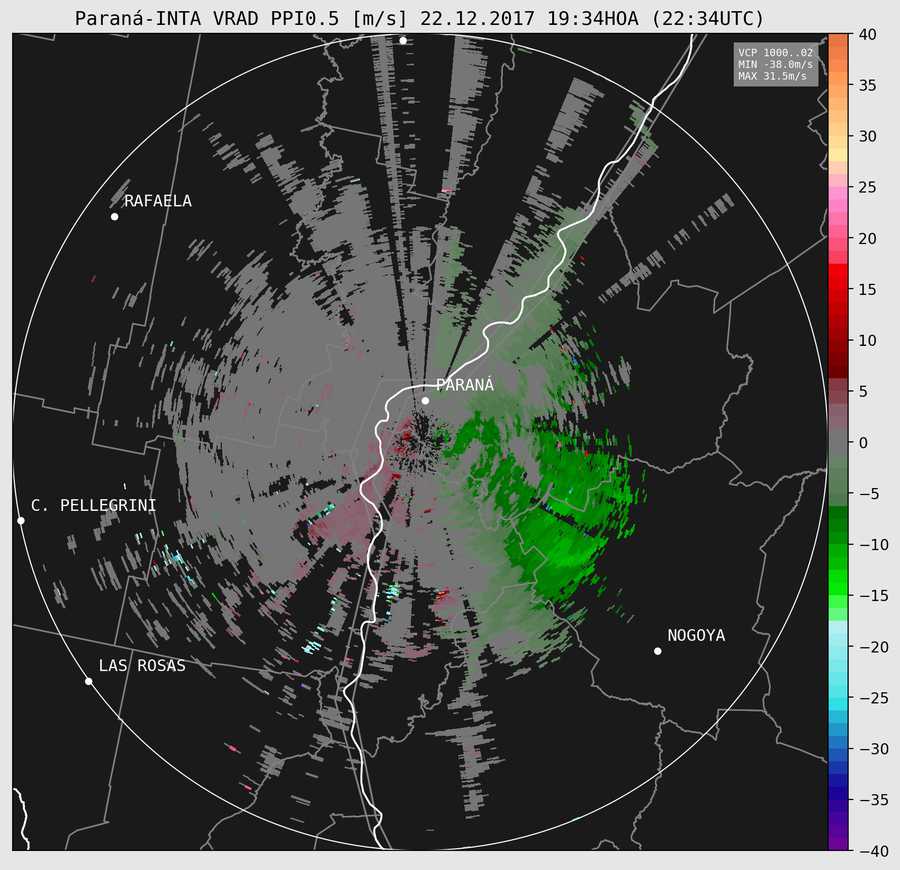 Paraná-INTA VRAD PPI0.5 [m/s] 22.12.2017 19:34HOA (22:34UTC)
VCP 1000..02
MIN -38.0m/s
MAX 31.5m/s
RAFAELA
PARANÁ
C. PELLEGRINI
NOGOYA
LAS ROSAS
40
35
30
25
20
15
10
5
0
−5
−10
−15
−20
−25
−30
−35
−40